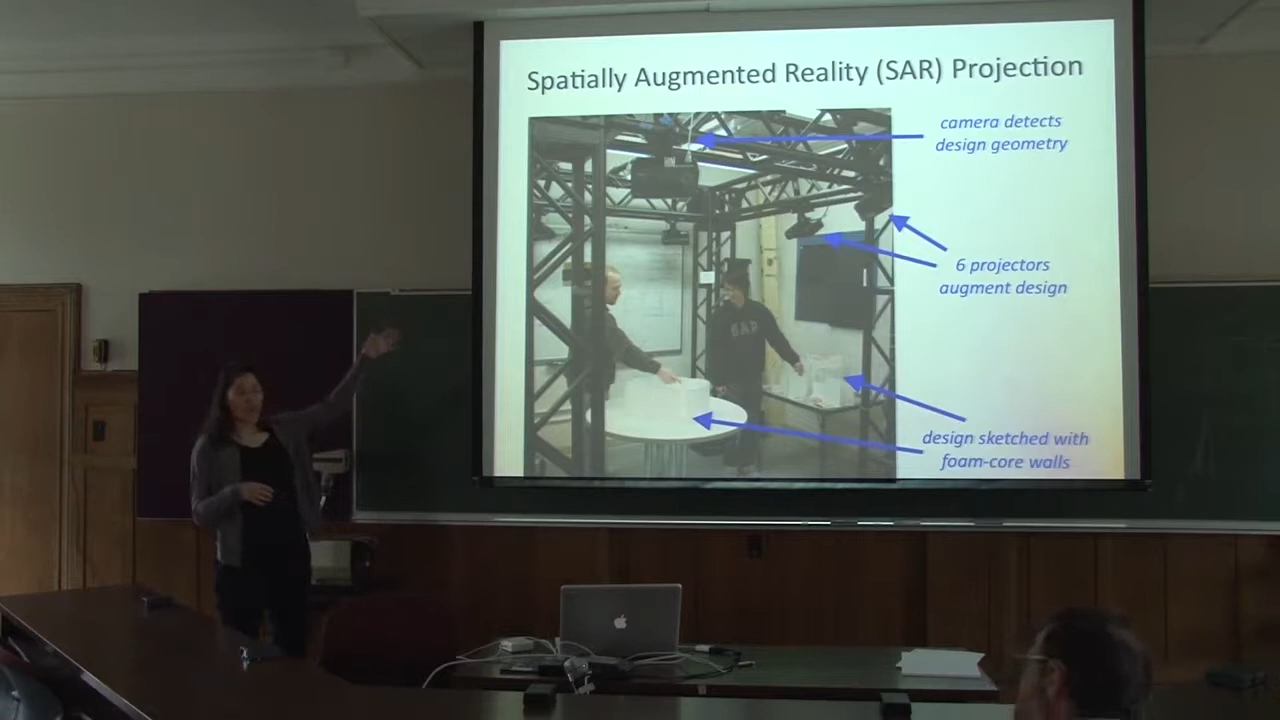 Spatially Augmented Reality (SAR) Projection
camera detects
design geometry
6 projectors
augment design
SAP
design sketched with
foam-core walls